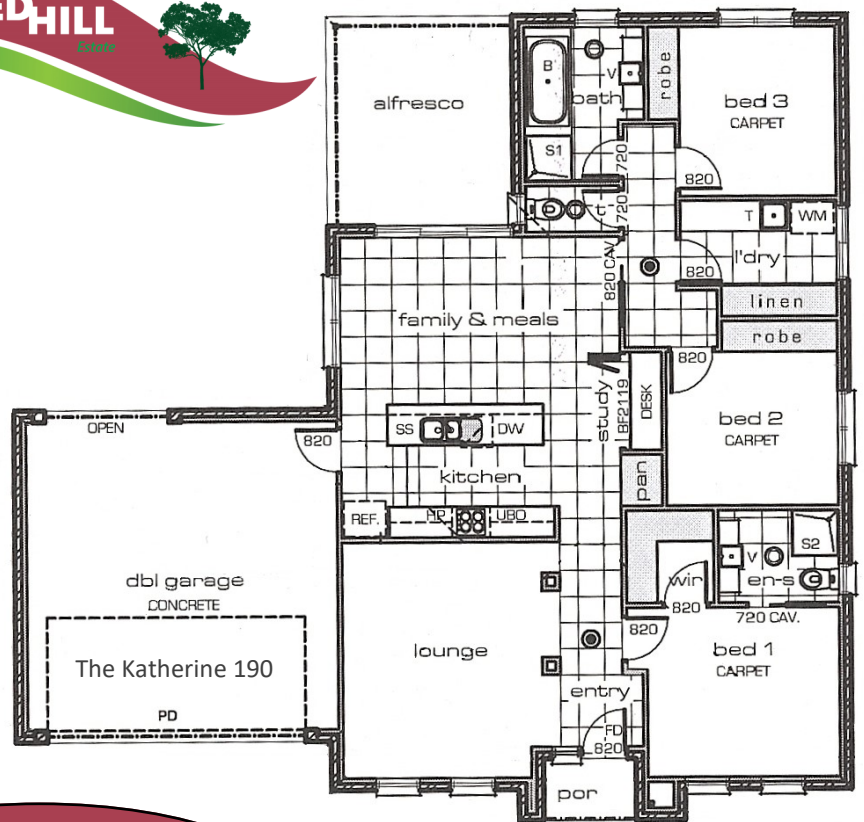 EDHILL
Estate
alfresco
B
S1
V
bath
robe
bed 3
CARPET
720
820
720
t
T
WM
l'dry
820
820 CAV.
linen
robe
family & meals
820
study
BF2119
DESK
bed 2
CARPET
OPEN
820
SS
DW
kitchen
pan
REF.
HP
UBO
V
S2
en-s
wir
820
720 CAV.
dbl garage
CONCRETE
The Katherine 190
PD
lounge
820
bed 1
CARPET
entry
FD
820
por